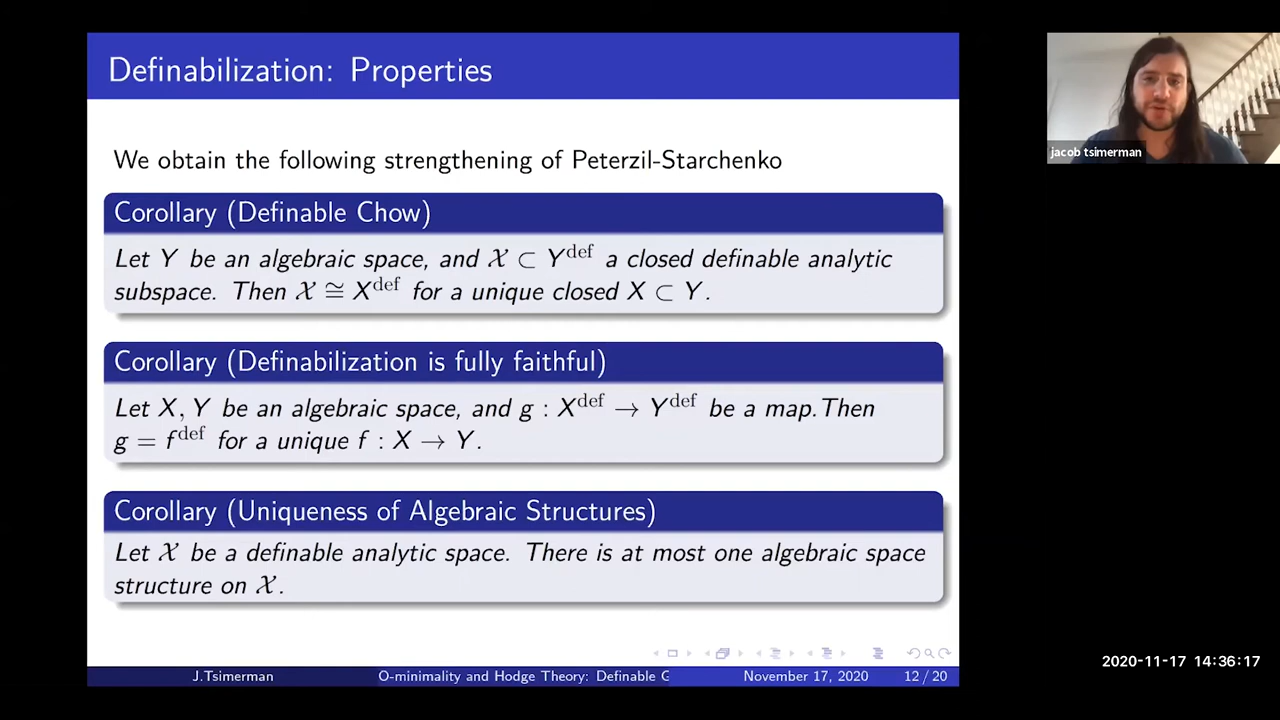 Definabilization: Properties
We obtain the following strengthening of Peterzil-Starchenko
Corollary (Definable Chow)
Let Y be an algebraic space, and 𝒳 ⊂ Y^def a closed definable analytic
subspace. Then 𝒳 ≅ X^def for a unique closed X ⊂ Y.
Corollary (Definabilization is fully faithful)
Let X, Y be an algebraic space, and g : X^def → Y^def be a map.Then
g = f^def for a unique f : X → Y.
Corollary (Uniqueness of Algebraic Structures)
Let 𝒳 be a definable analytic space. There is at most one algebraic space
structure on 𝒳.
J.Tsimerman
O-minimality and Hodge Theory: Definable G
November 17, 2020
12 / 20
jacob tsimerman
2020-11-17 14:36:17